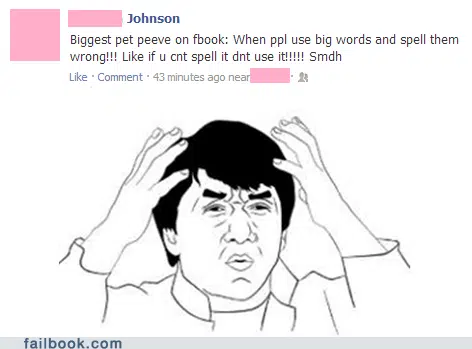 Johnson
Biggest pet peeve on fbook: When ppl use big words and spell them
wrong!!! Like if u cnt spell it dnt use it!!!!! Smdh
Like · Comment · 43 minutes ago near
failbook.com